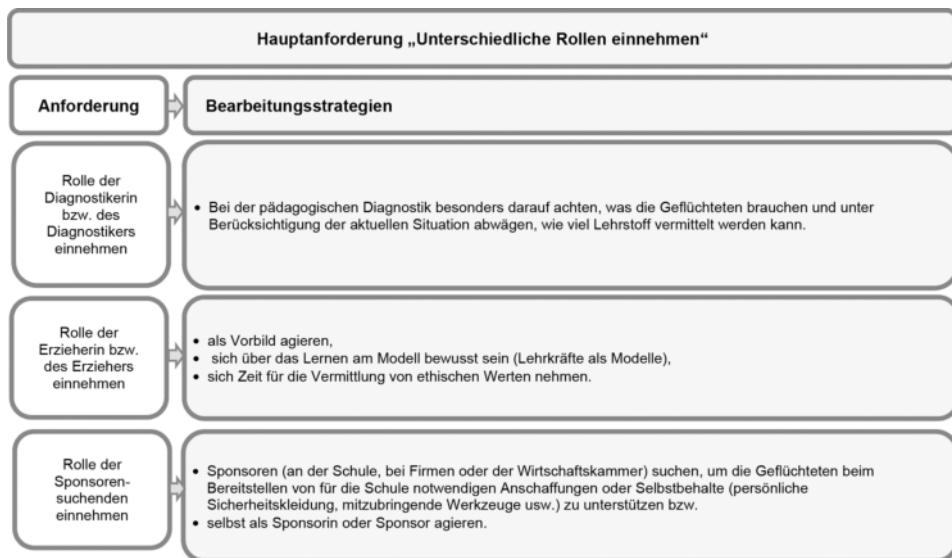 Hauptanforderung „Unterschiedliche Rollen einnehmen“
Anforderung
Bearbeitungsstrategien
Rolle der
Diagnostikerin
bzw. des
Diagnostikers
einnehmen
• Bei der pädagogischen Diagnostik besonders darauf achten, was die Geflüchteten brauchen und unter
Berücksichtigung der aktuellen Situation abwägen, wie viel Lehrstoff vermittelt werden kann.
Rolle der
Erzieherin bzw.
des Erziehers
einnehmen
• als Vorbild agieren,
• sich über das Lernen am Modell bewusst sein (Lehrkräfte als Modelle),
• sich Zeit für die Vermittlung von ethischen Werten nehmen.
Rolle der
Sponsoren-
suchenden
einnehmen
• Sponsoren (an der Schule, bei Firmen oder der Wirtschaftskammer) suchen, um die Geflüchteten beim
Bereitstellen von für die Schule notwendigen Anschaffungen oder Selbstbehalte (persönliche
Sicherheitskleidung, mitzubringende Werkzeuge usw.) zu unterstützen bzw.
• selbst als Sponsorin oder Sponsor agieren.